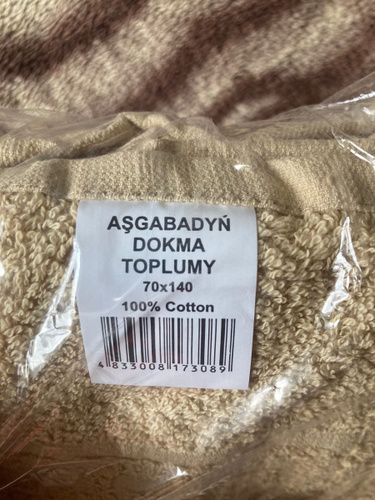 AŞGABADYŇ
DOKMA
TOPLUMY
70x140
100% Cotton
4 833008 173089